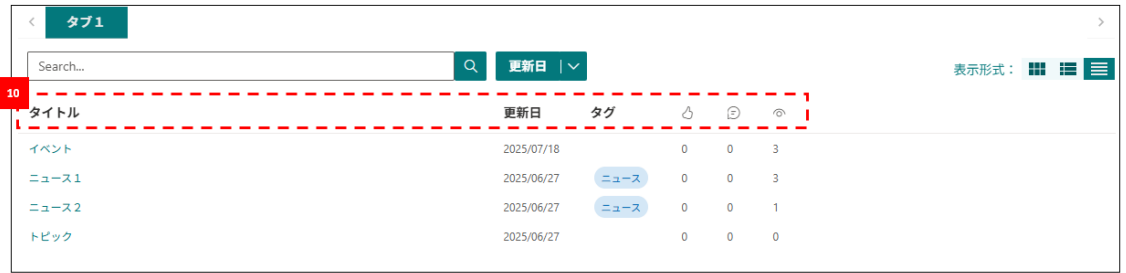 タブ１
Search...
更新日
表示形式：
10
タイトル 更新日 タグ
イベント 2025/07/18 0 0 3
ニュース１ 2025/06/27 ニュース 0 0 3
ニュース２ 2025/06/27 ニュース 0 0 1
トピック 2025/06/27 0 0 0